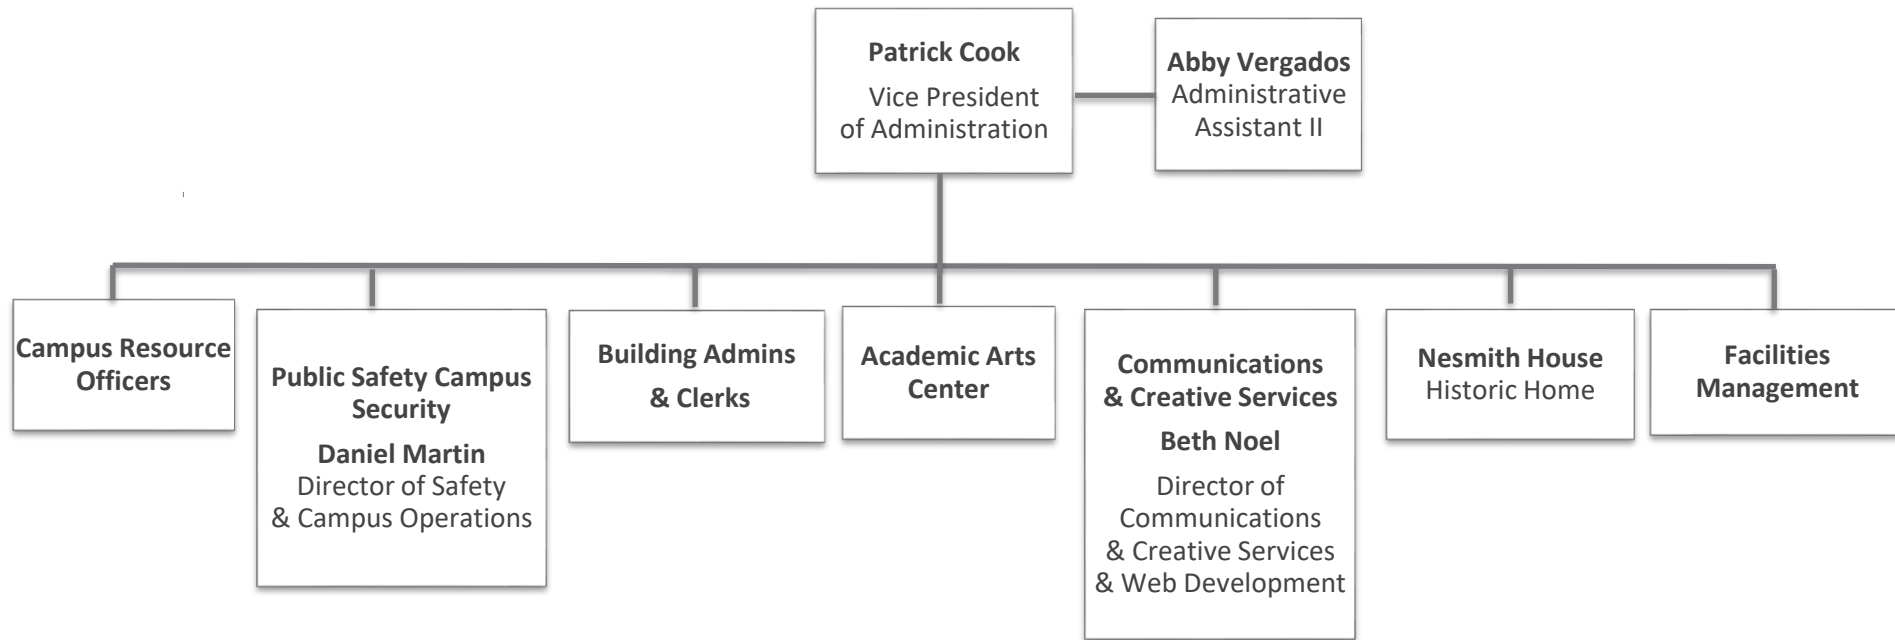 Patrick Cook
Vice President
of Administration
Abby Vergados
Administrative
Assistant II
Campus Resource
Officers
Public Safety Campus
Security
Daniel Martin
Director of Safety
& Campus Operations
Building Admins
& Clerks
Academic Arts
Center
Communications
& Creative Services
Beth Noel
Director of
Communications
& Creative Services
& Web Development
Nesmith House
Historic Home
Facilities
Management